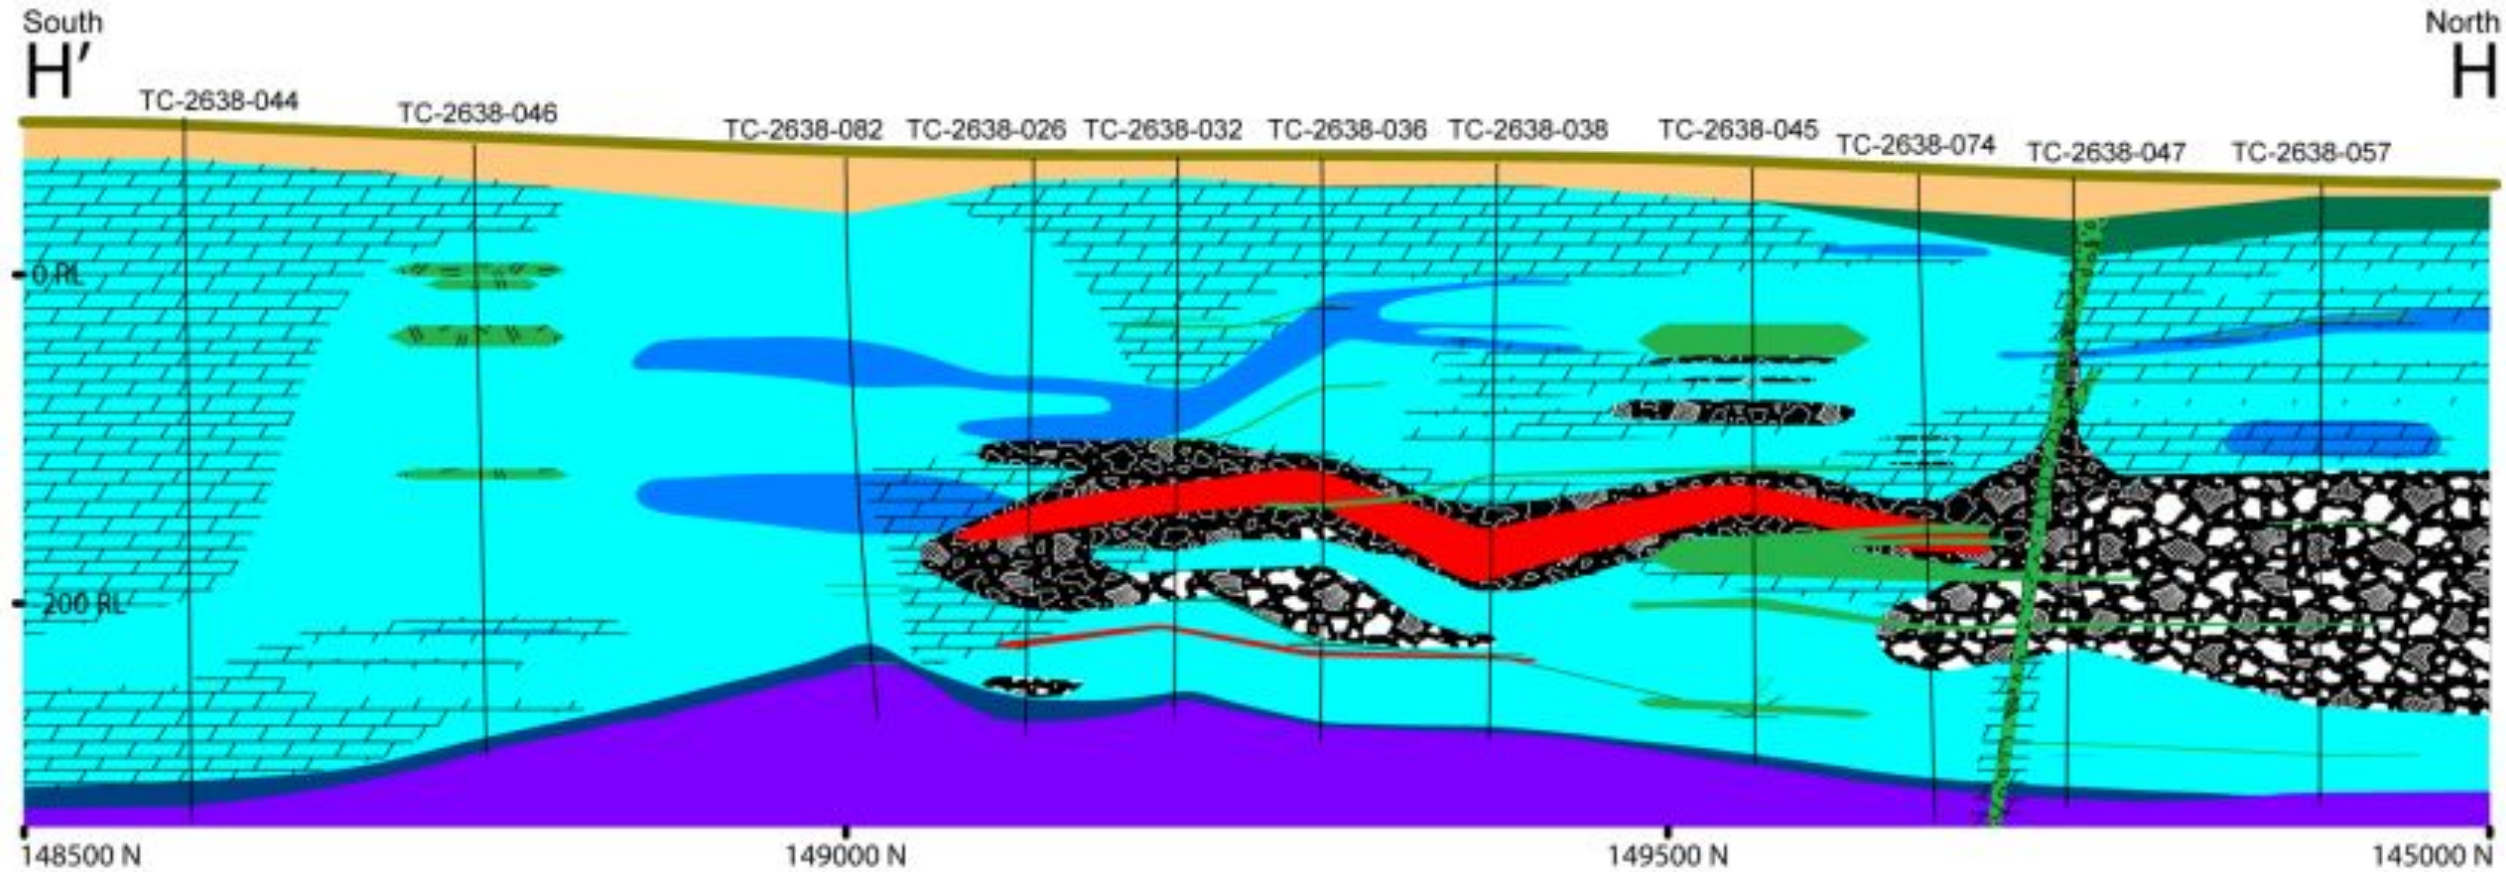 South
North
H′
H
TC-2638-044
TC-2638-046
TC-2638-082
TC-2638-026
TC-2638-032
TC-2638-036
TC-2638-038
TC-2638-045
TC-2638-074
TC-2638-047
TC-2638-057
0 RL
-200 RL
148500 N
149000 N
149500 N
145000 N